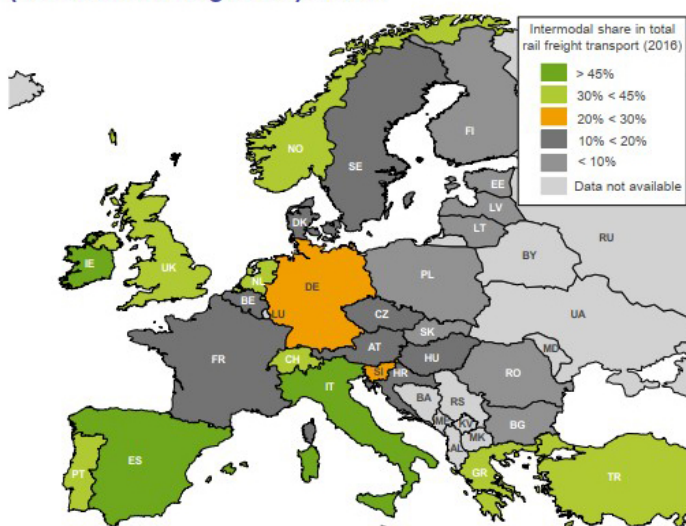 Intermodal share in total
rail freight transport (2016)
> 45%
30% < 45%
20% < 30%
10% < 20%
< 10%
Data not available
NO
SE
FI
EE
LV
LT
RU
DK
BY
IE
UK
NL
DE
PL
BE
LU
UA
CZ
SK
FR
CH
AT
HU
MD
SI
HR
RO
IT
BA
RS
ME
KV
BG
MK
AL
PT
ES
GR
TR